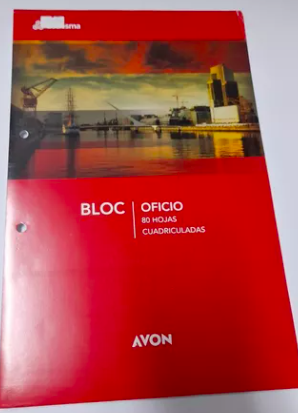 BLOC
OFICIO
80 HOJAS
CUADRICULADAS
AVON